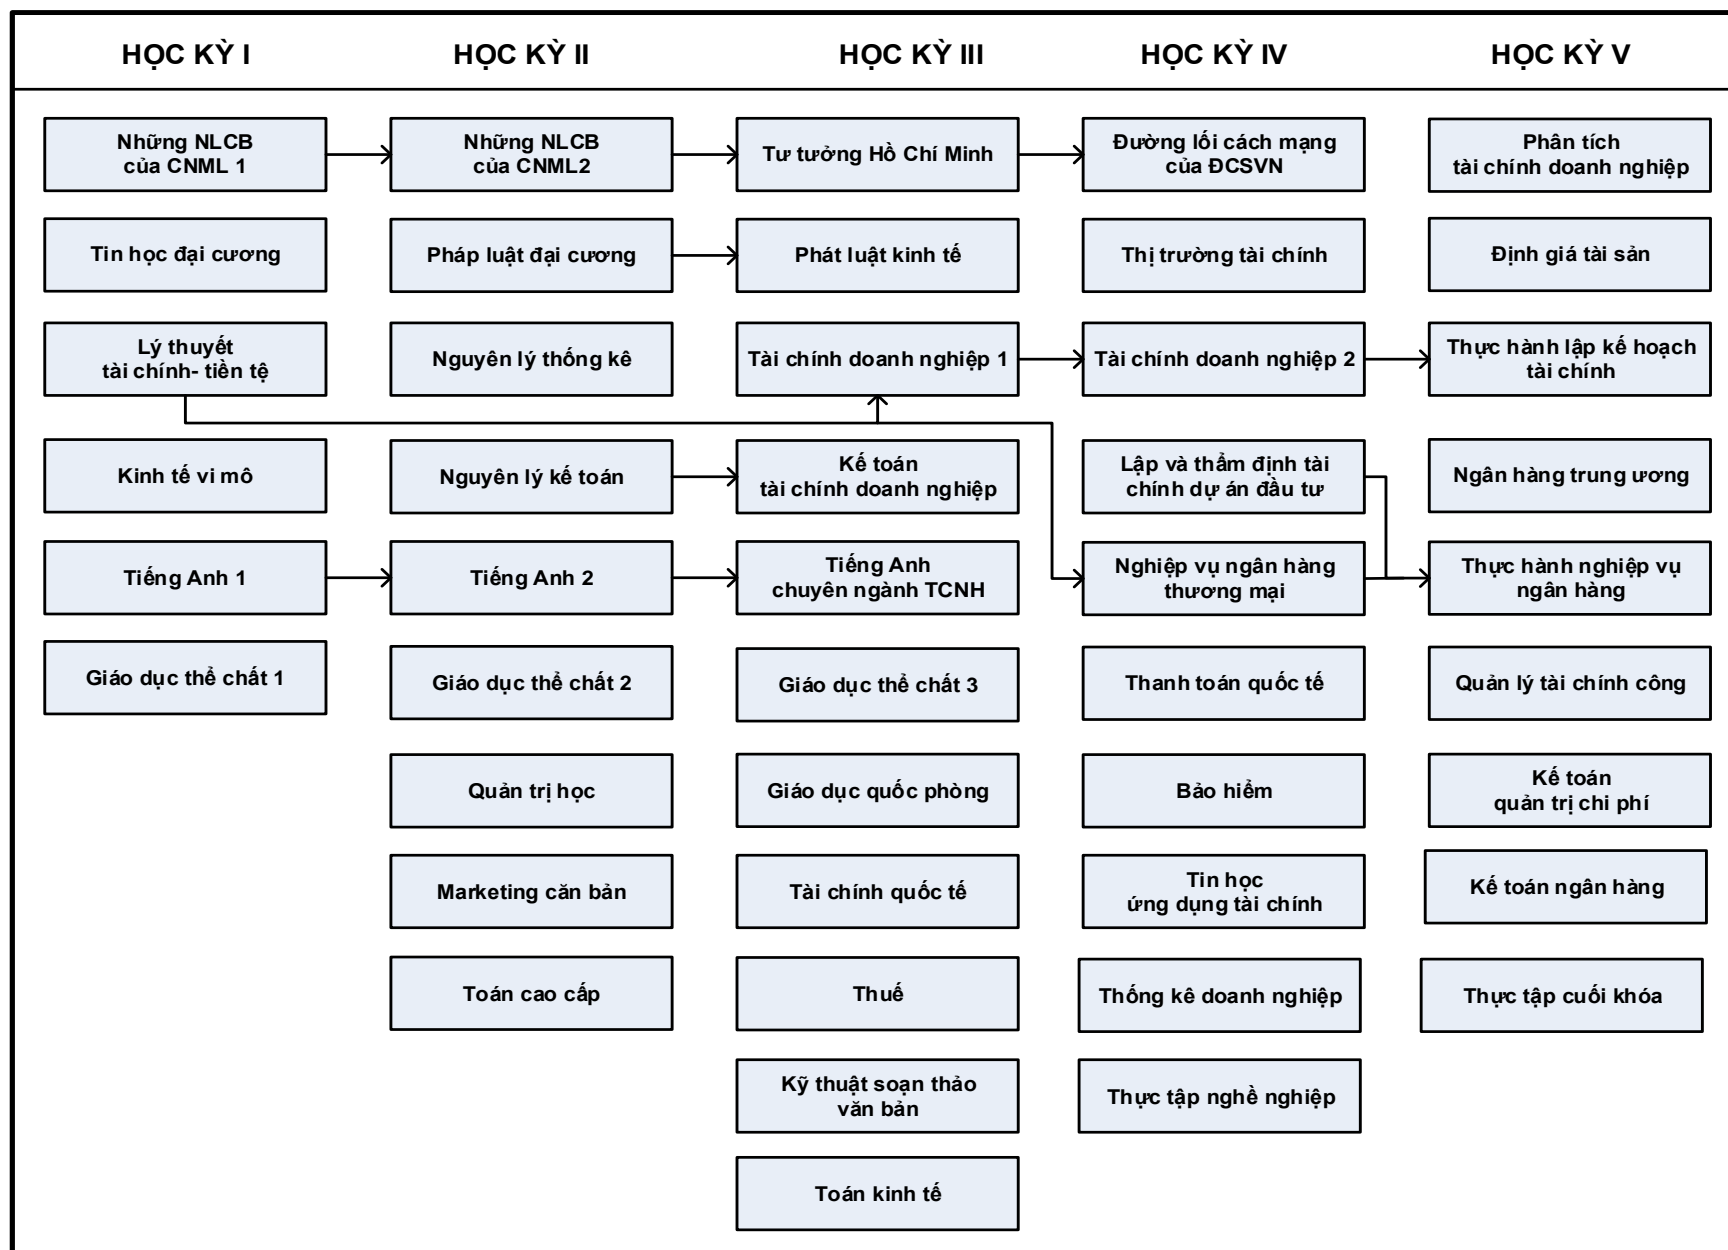 HỌC KỲ I
HỌC KỲ II
HỌC KỲ III
HỌC KỲ IV
HỌC KỲ V
Những NLCB
của CNML 1
Những NLCB
của CNML2
Tư tưởng Hồ Chí Minh
Đường lối cách mạng
của ĐCSVN
Phân tích
tài chính doanh nghiệp
Tin học đại cương
Pháp luật đại cương
Phát luật kinh tế
Thị trường tài chính
Định giá tài sản
Lý thuyết
tài chính- tiền tệ
Nguyên lý thống kê
Tài chính doanh nghiệp 1
Tài chính doanh nghiệp 2
Thực hành lập kế hoạch
tài chính
Kinh tế vi mô
Nguyên lý kế toán
Kế toán
tài chính doanh nghiệp
Lập và thẩm định tài
chính dự án đầu tư
Ngân hàng trung ương
Tiếng Anh 1
Tiếng Anh 2
Tiếng Anh
chuyên ngành TCNH
Nghiệp vụ ngân hàng
thương mại
Thực hành nghiệp vụ
ngân hàng
Giáo dục thể chất 1
Giáo dục thể chất 2
Giáo dục thể chất 3
Thanh toán quốc tế
Quản lý tài chính công
Quản trị học
Giáo dục quốc phòng
Bảo hiểm
Kế toán
quản trị chi phí
Marketing căn bản
Tài chính quốc tế
Tin học
ứng dụng tài chính
Kế toán ngân hàng
Toán cao cấp
Thuế
Thống kê doanh nghiệp
Thực tập cuối khóa
Kỹ thuật soạn thảo
văn bản
Thực tập nghề nghiệp
Toán kinh tế